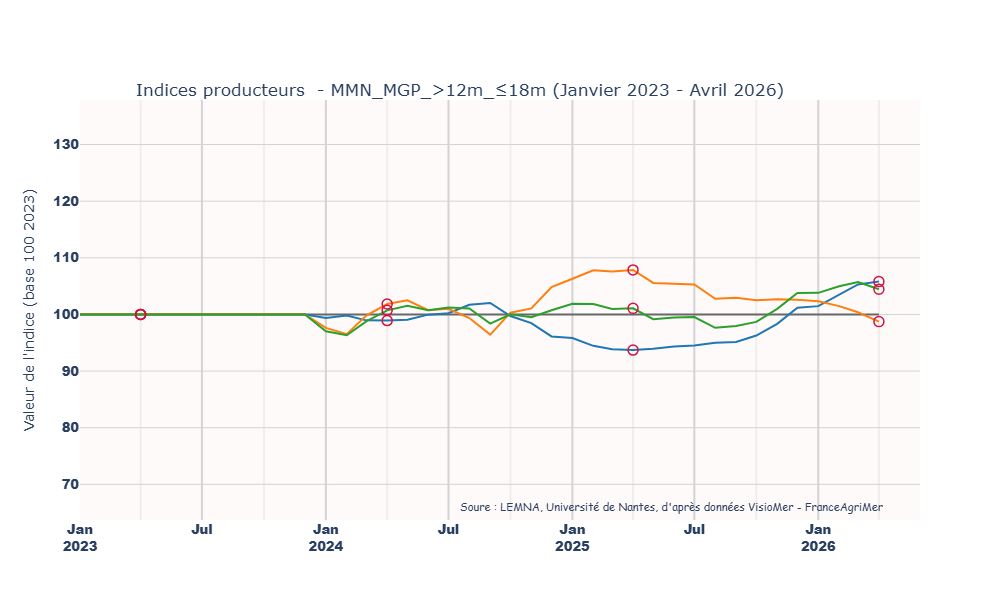 Indices producteurs  - MMN_MGP_>12m_≤18m (Janvier 2023 - Avril 2026)
Valeur de l'indice (base 100 2023)
130
120
110
100
90
80
70
Soure : LEMNA, Université de Nantes, d'après données VisioMer - FranceAgriMer
Jan Jul Jan Jul Jan Jul Jan
2023 2024 2025 2026